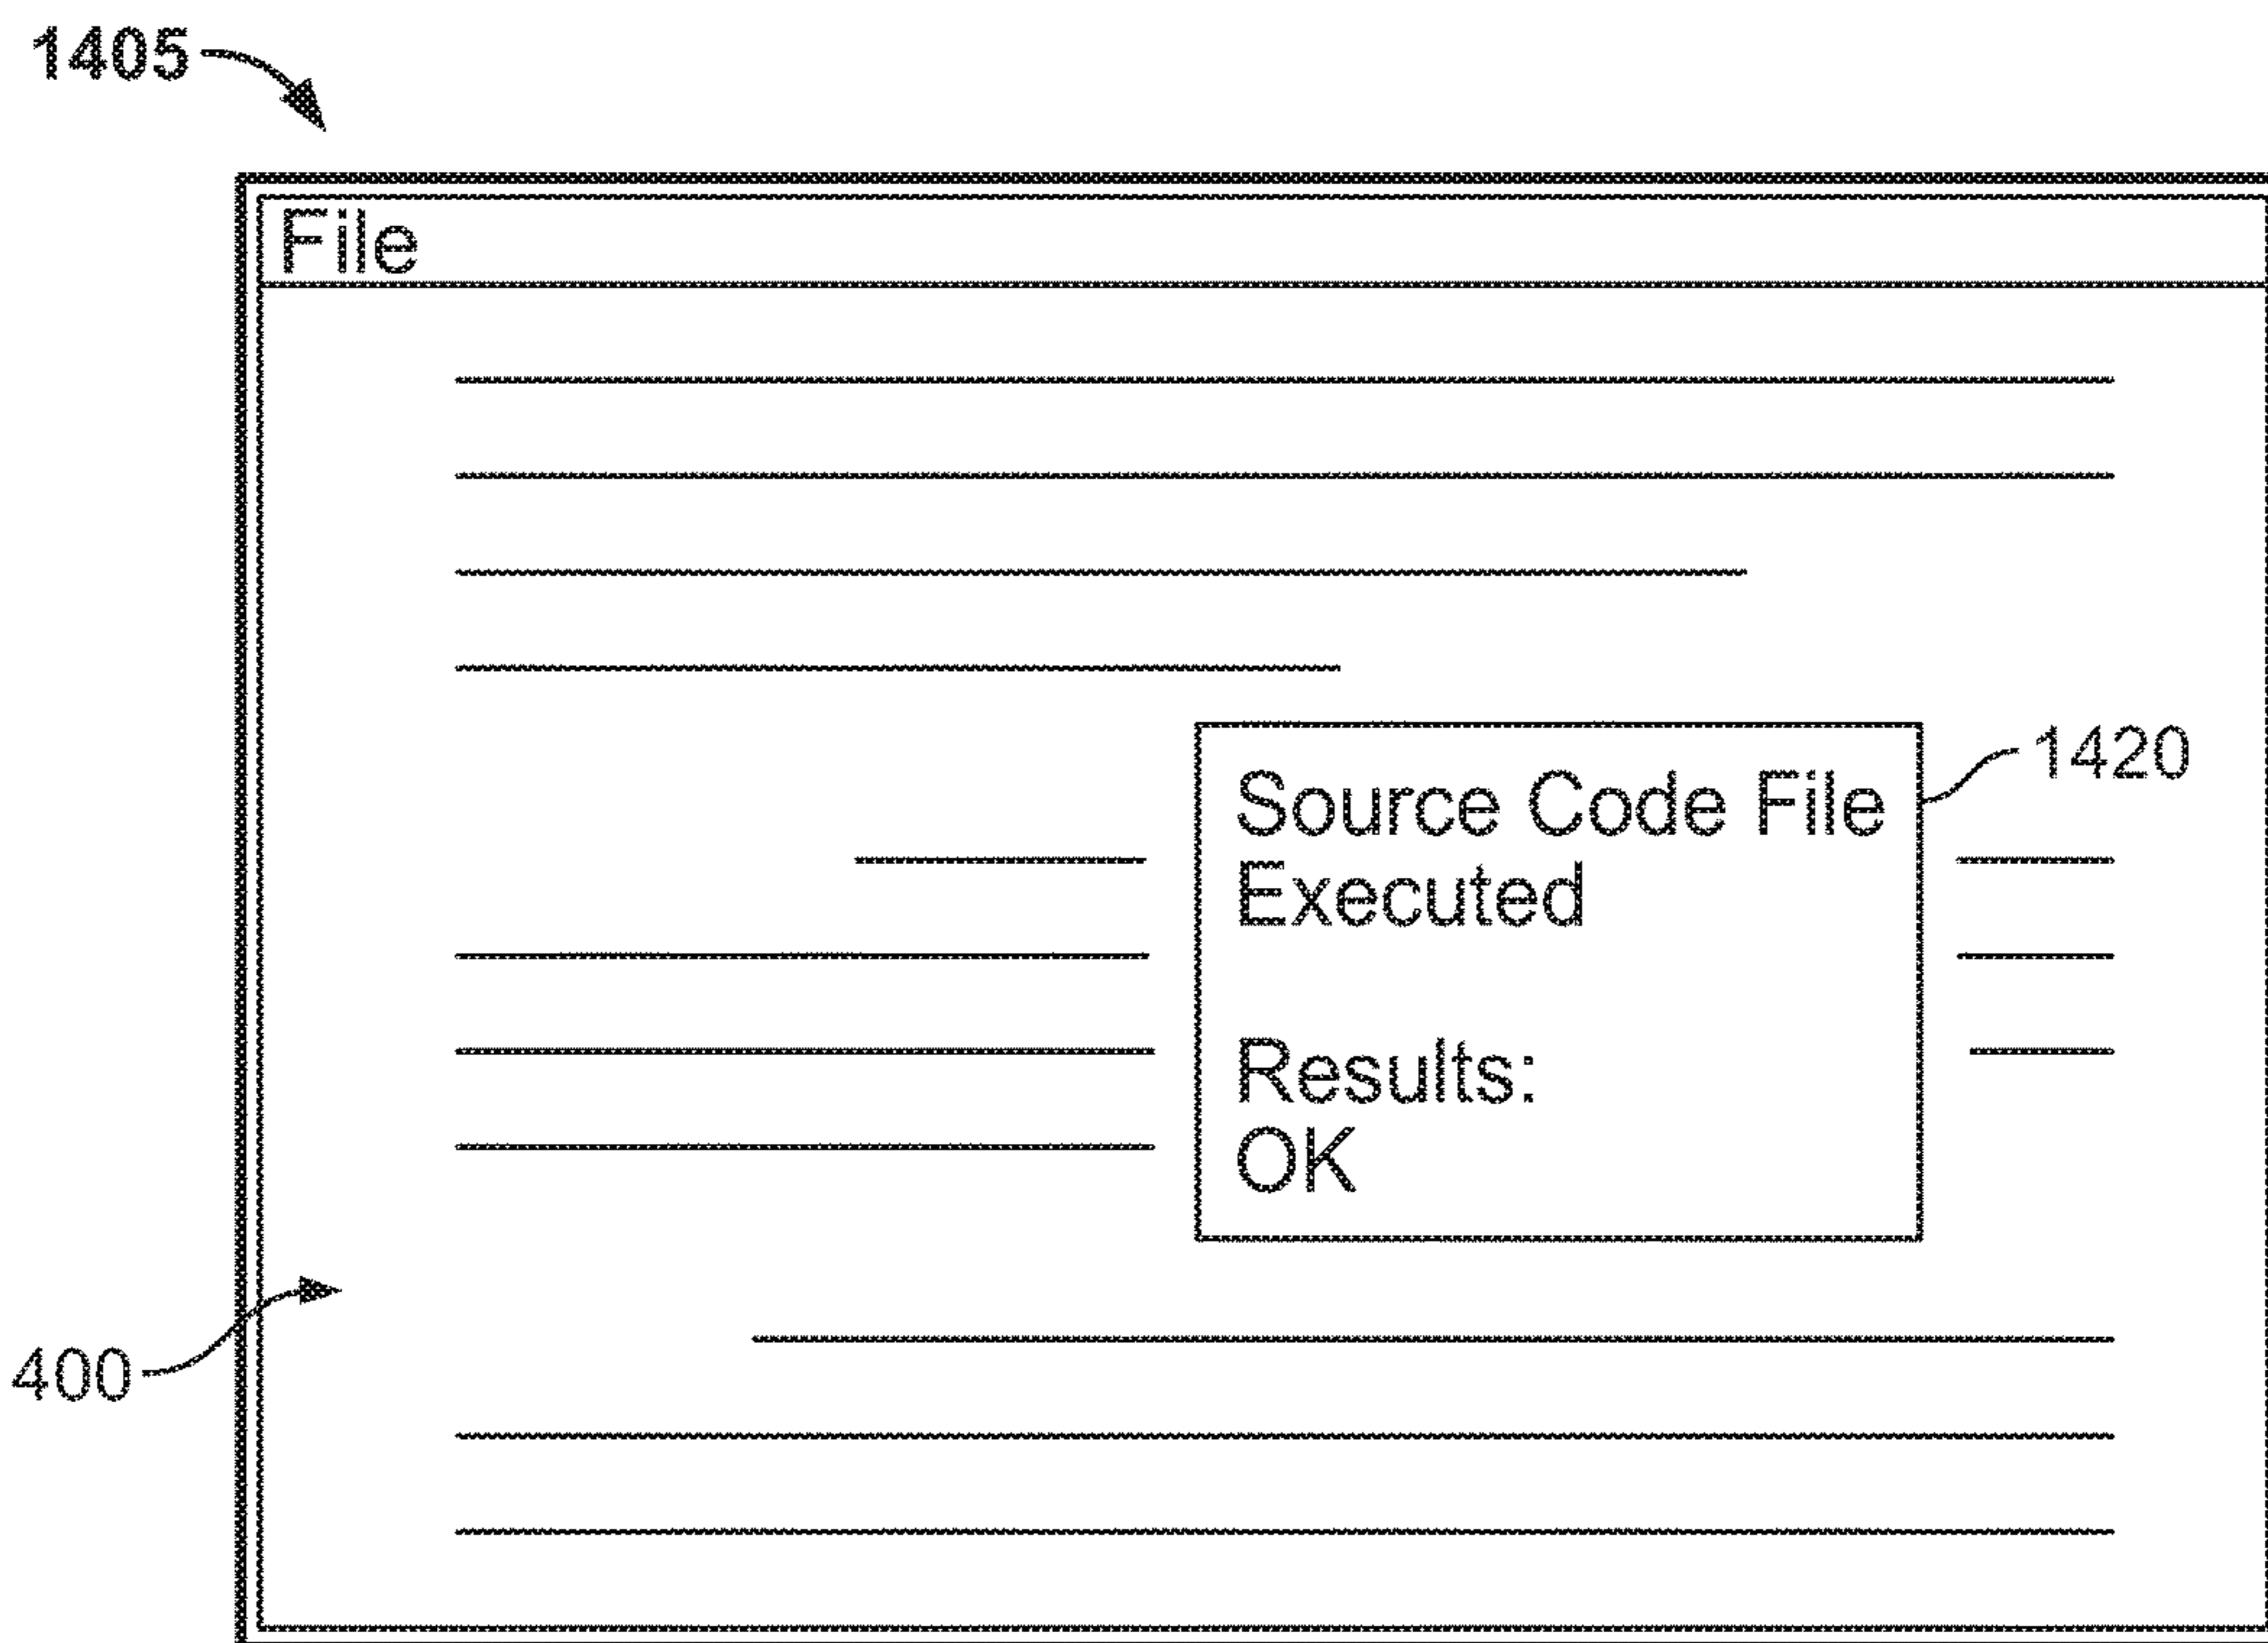 1405
File
1420
Source Code File
Executed
Results:
OK
400